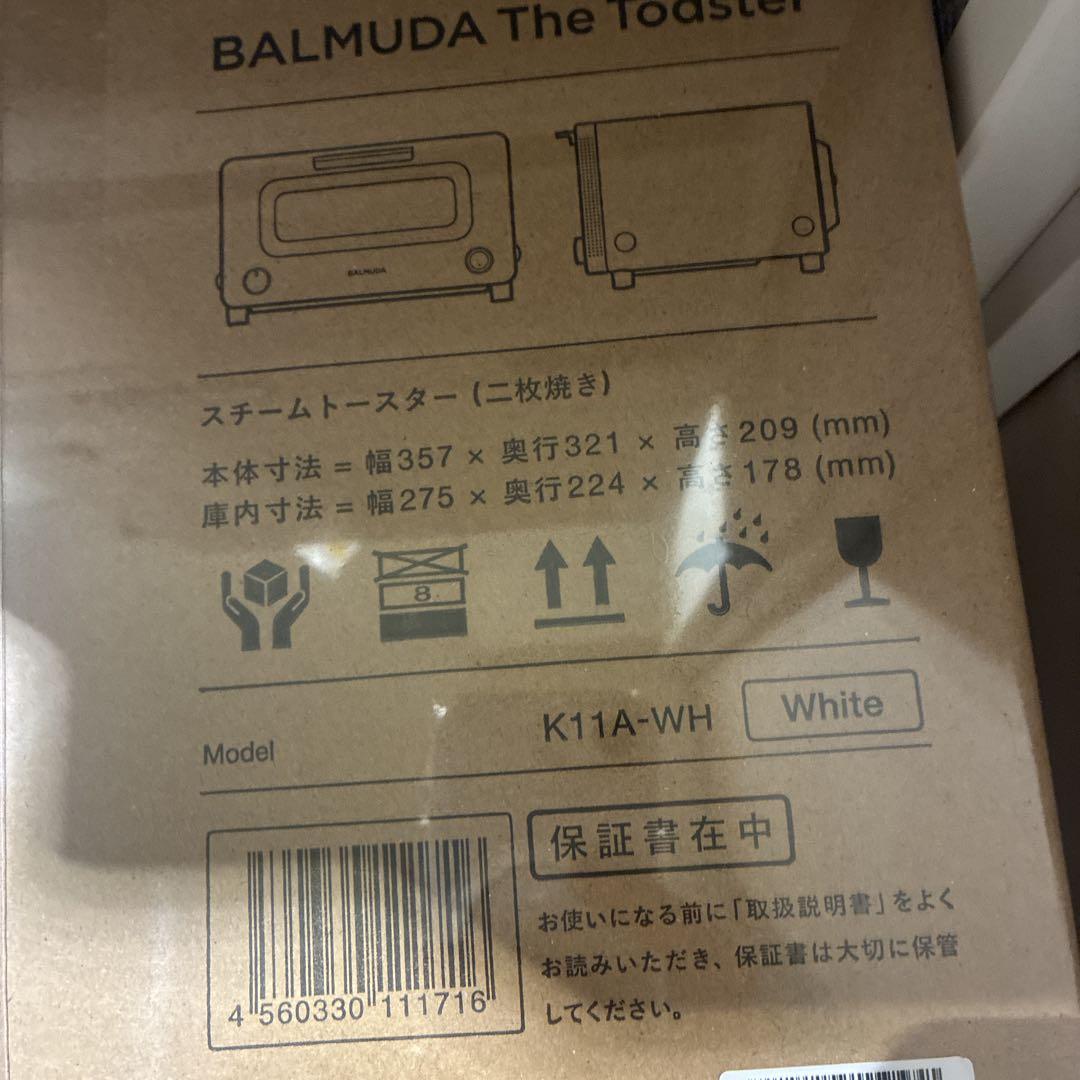 BALMUDA The Toaster
BALMUDA
スチームトースター (二枚焼き)
本体寸法 = 幅357 × 奥行321 × 高さ209 (mm)
庫内寸法 = 幅275 × 奥行224 × 高さ178 (mm)
8
Model
K11A-WH
White
保証書在中
お使いになる前に「取扱説明書」をよく
お読みいただき、保証書は大切に保管
してください。
4 560330 111716